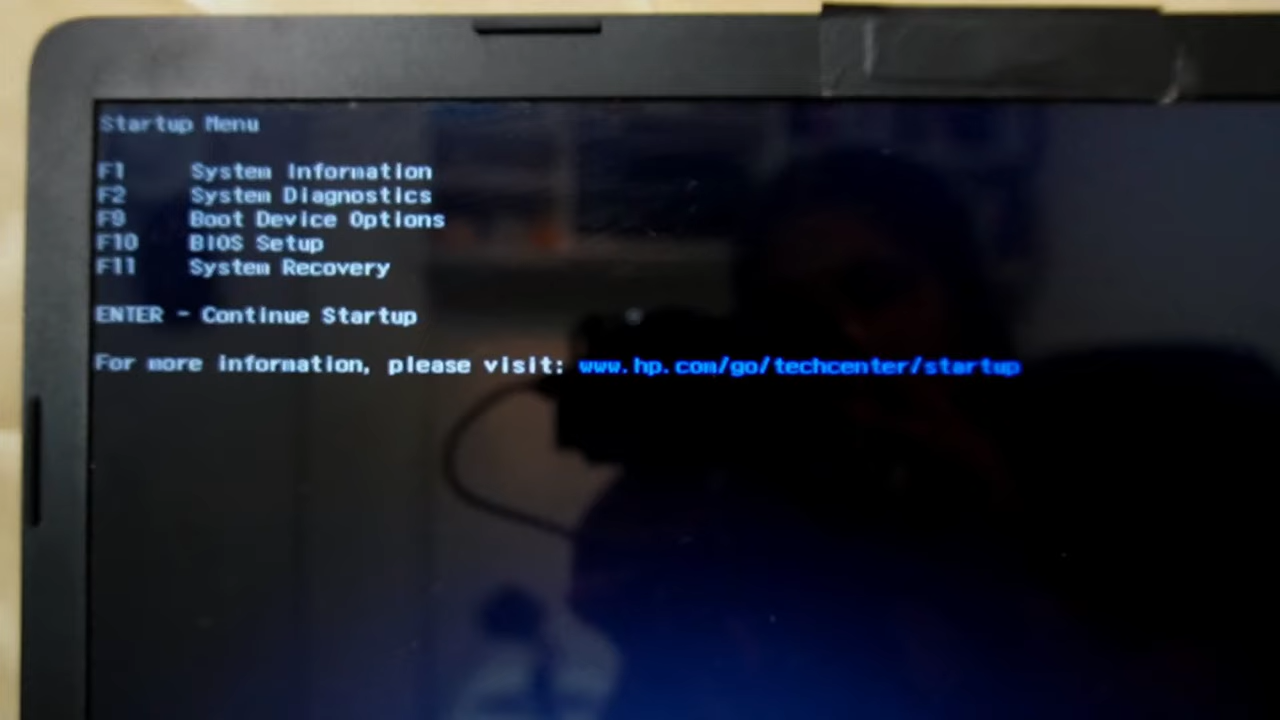 Startup Menu
F1 System Information
F2 System Diagnostics
F9 Boot Device Options
F10 BIOS Setup
F11 System Recovery
ENTER - Continue Startup
For more information, please visit: www.hp.com/go/techcenter/startup